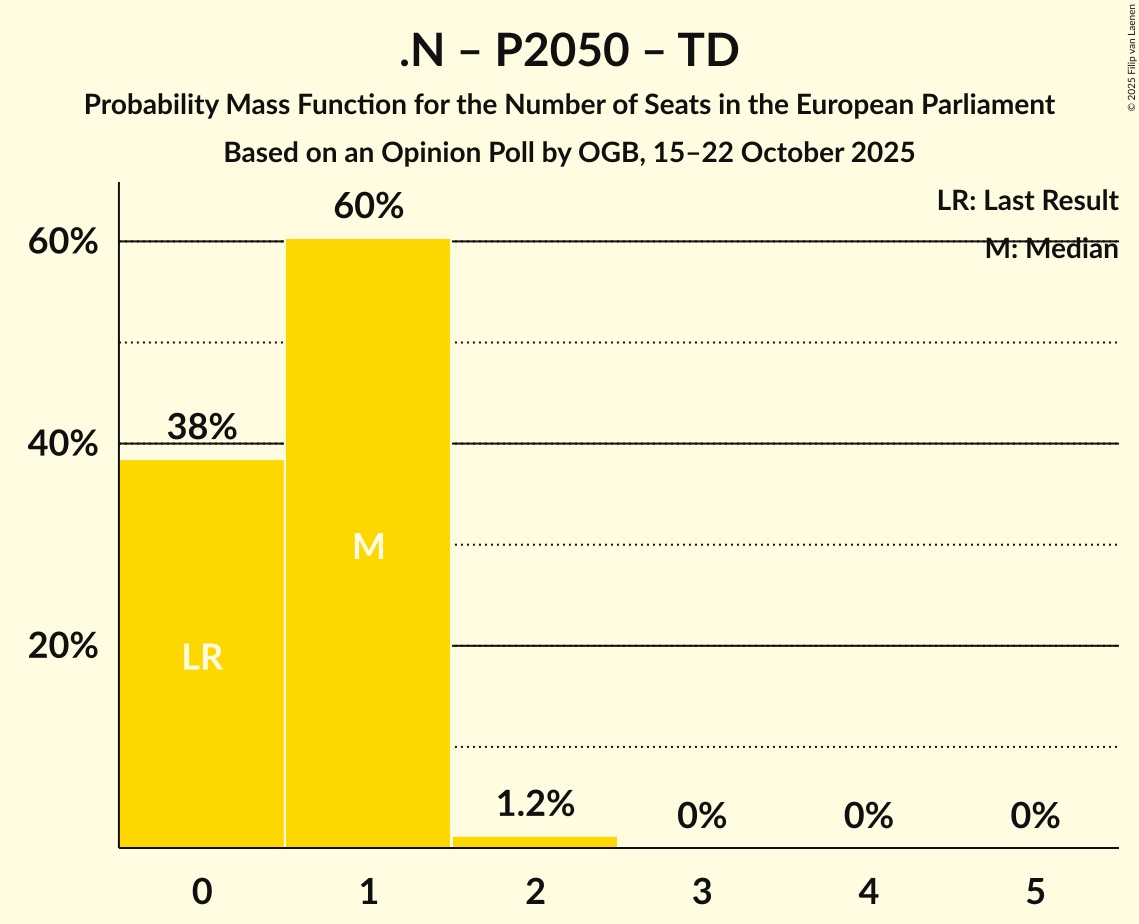 .N – P2050 – TD
Probability Mass Function for the Number of Seats in the European Parliament
Based on an Opinion Poll by OGB, 15–22 October 2025
© 2025 Filip van Laenen
LR: Last Result
M: Median
60%
40%
20%
38%
60%
1.2%
0%
0%
0%
LR
M
0
1
2
3
4
5